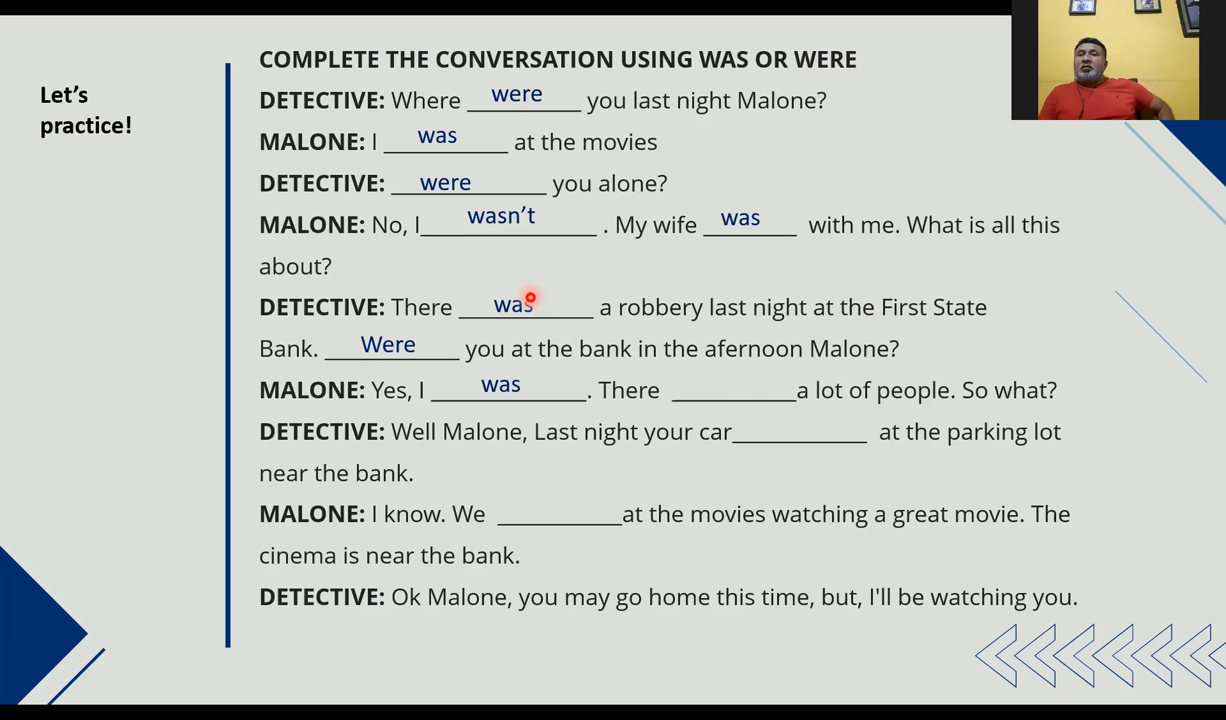 Let's
practice!
COMPLETE THE CONVERSATION USING WAS OR WERE
DETECTIVE: Where were you last night Malone?
MALONE: I was at the movies
DETECTIVE: were you alone?
MALONE: No, I wasn't . My wife was with me. What is all this
about?
DETECTIVE: There was a robbery last night at the First State
Bank. Were you at the bank in the afernoon Malone?
MALONE: Yes, I was. There ___________a lot of people. So what?
DETECTIVE: Well Malone, Last night your car____________ at the parking lot
near the bank.
MALONE: I know. We ___________at the movies watching a great movie. The
cinema is near the bank.
DETECTIVE: Ok Malone, you may go home this time, but, I'll be watching you.